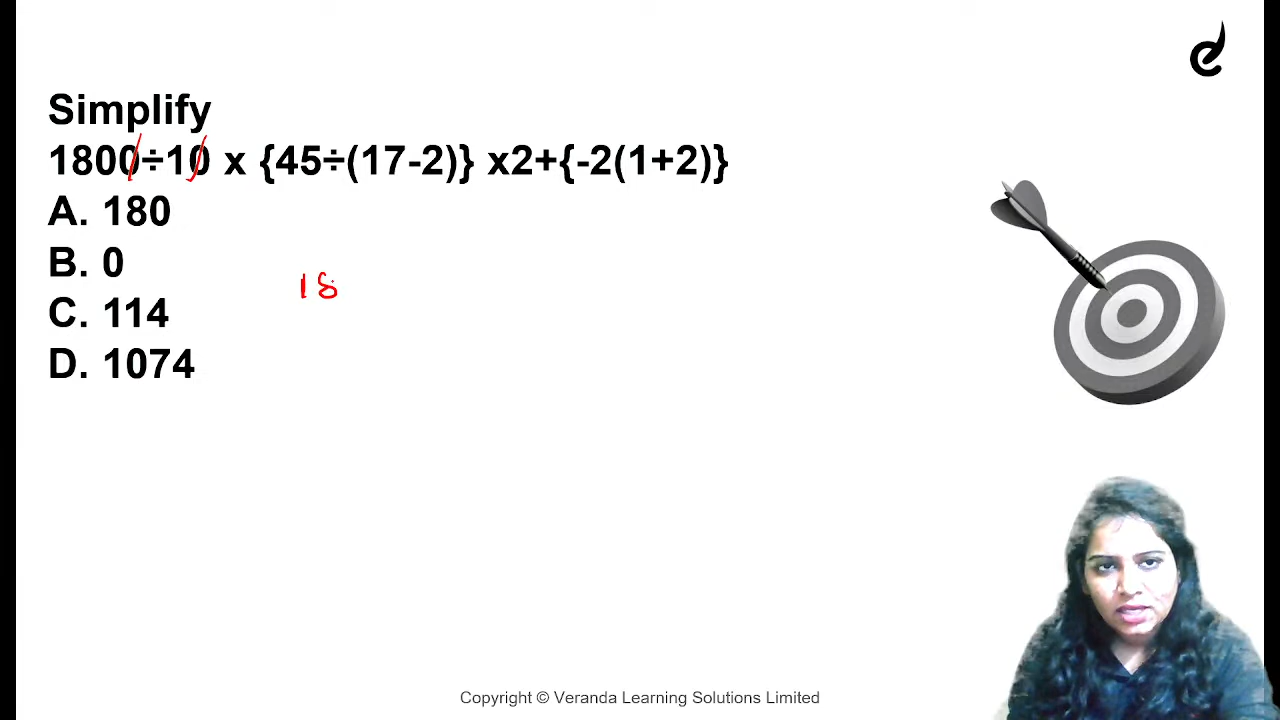 Simplify
1800÷10 x {45÷(17-2)} x2+{-2(1+2)}
A. 180
B. 0
18
C. 114
D. 1074
Copyright © Veranda Learning Solutions Limited